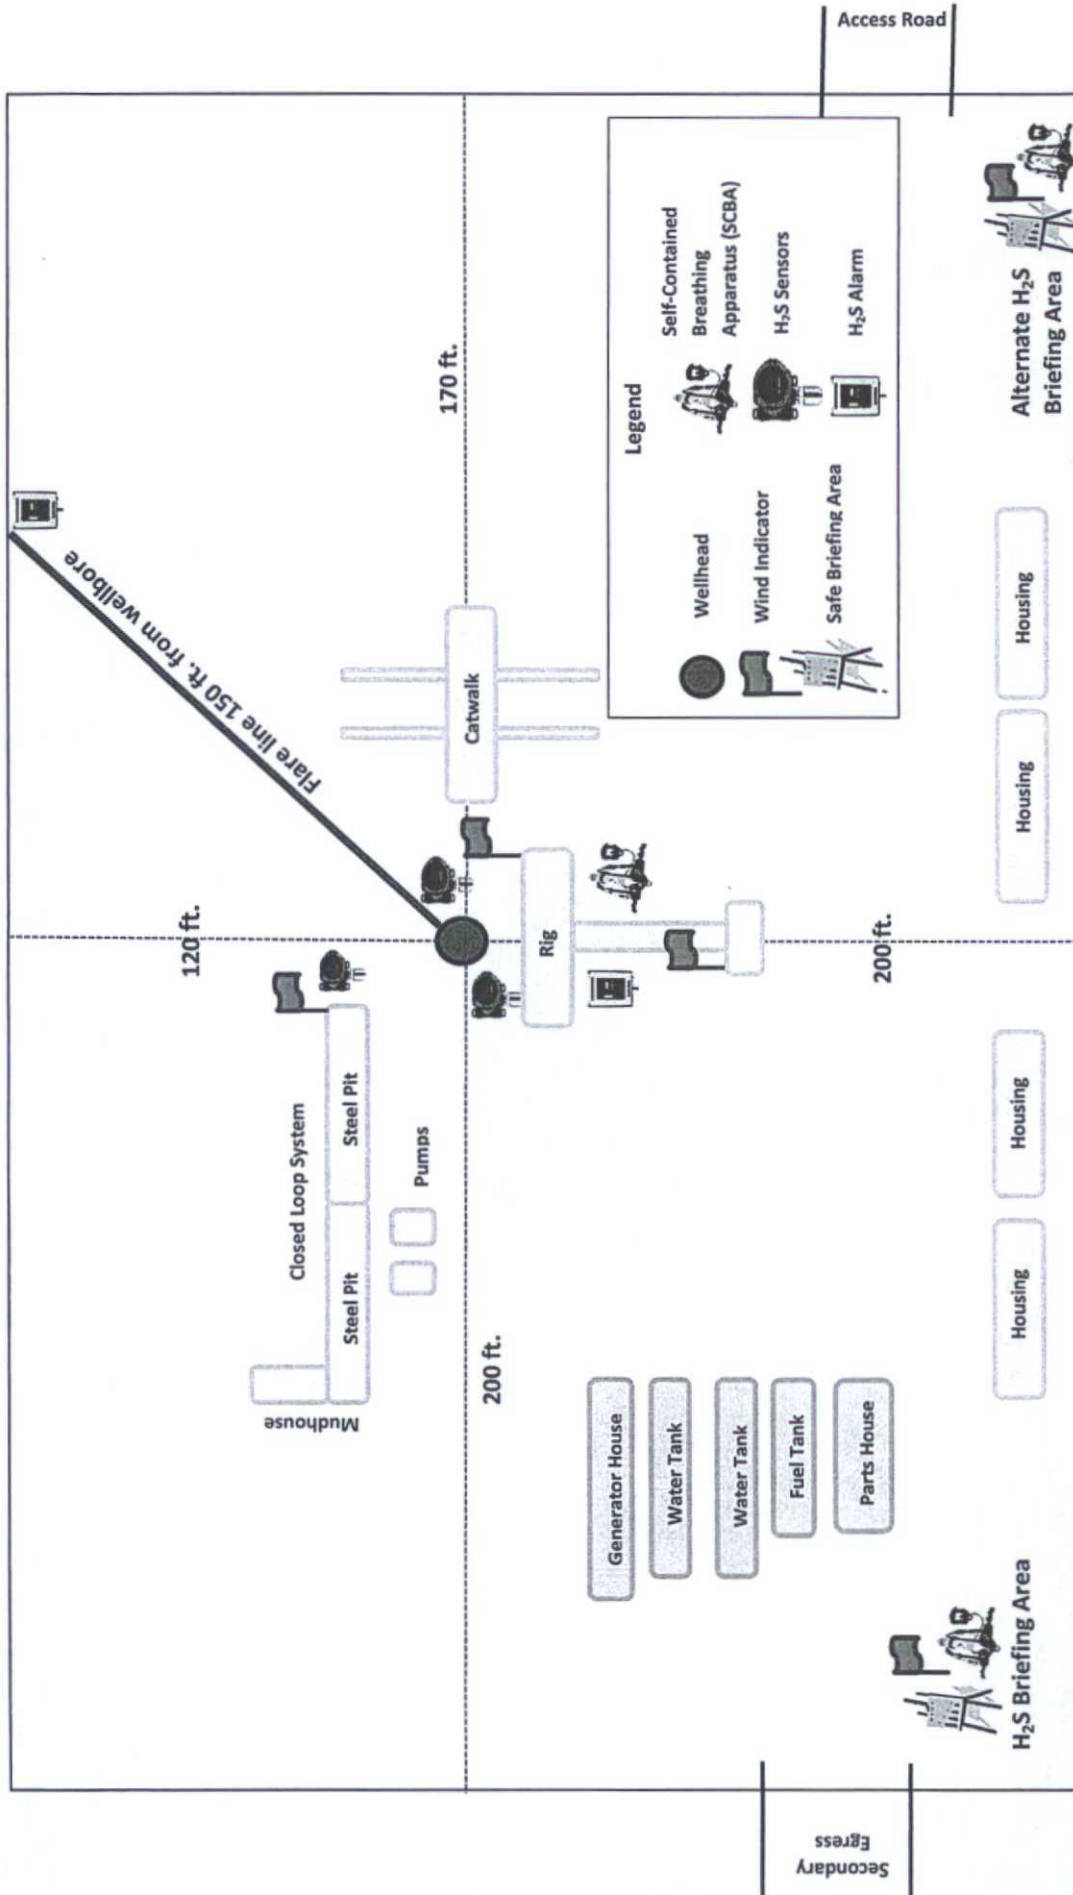 Access Road
170 ft.
Flare line 150 ft. from wellbore
120 ft.
Catwalk
Rig
200 ft.
Closed Loop System
Steel Pit
Steel Pit
Pumps
Mudhouse
200 ft.
Legend
Wellhead
Wind Indicator
Safe Briefing Area
Self-Contained
Breathing
Apparatus (SCBA)
H₂S Sensors
H₂S Alarm
Generator House
Water Tank
Water Tank
Fuel Tank
Parts House
Housing
Housing
Housing
Housing
H₂S Briefing Area
Alternate H₂S
Briefing Area
Secondary
Egress